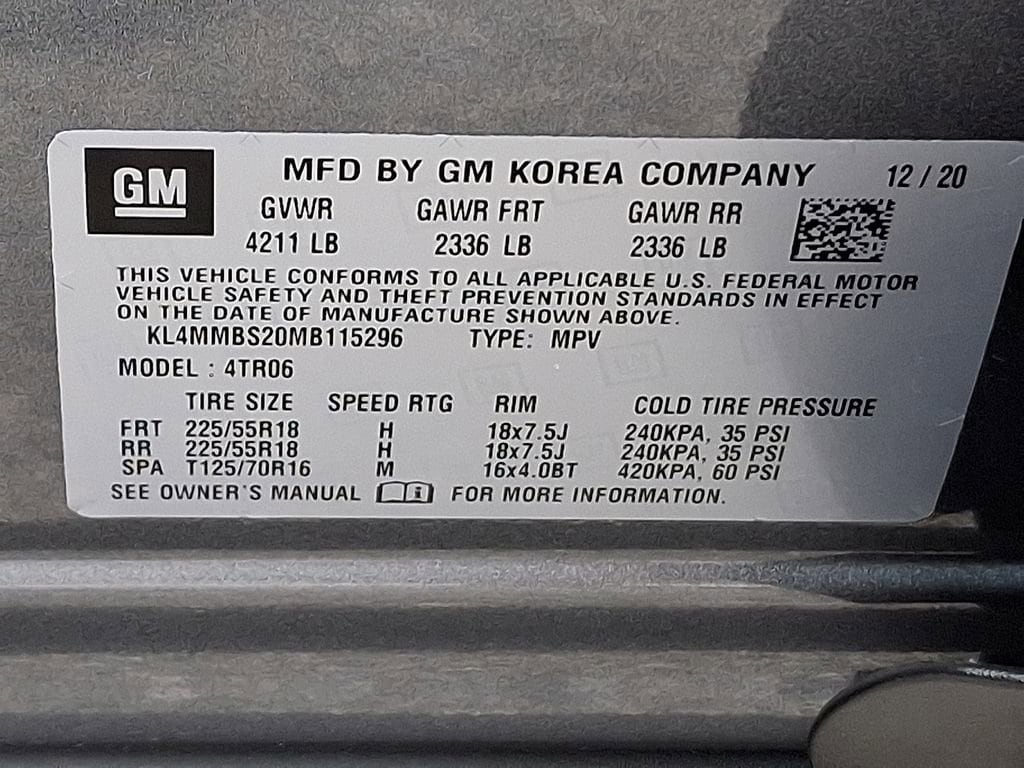 GM MFD BY GM KOREA COMPANY 12/20
GVWR GAWR FRT GAWR RR
4211 LB 2336 LB 2336 LB
THIS VEHICLE CONFORMS TO ALL APPLICABLE U.S. FEDERAL MOTOR
VEHICLE SAFETY AND THEFT PREVENTION STANDARDS IN EFFECT
ON THE DATE OF MANUFACTURE SHOWN ABOVE.
KL4MMBS20MB115296 TYPE: MPV
MODEL : 4TR06
TIRE SIZE SPEED RTG RIM COLD TIRE PRESSURE
FRT 225/55R18 H 18x7.5J 240KPA, 35 PSI
RR 225/55R18 H 18x7.5J 240KPA, 35 PSI
SPA T125/70R16 M 16x4.0BT 420KPA, 60 PSI
SEE OWNER'S MANUAL i FOR MORE INFORMATION.